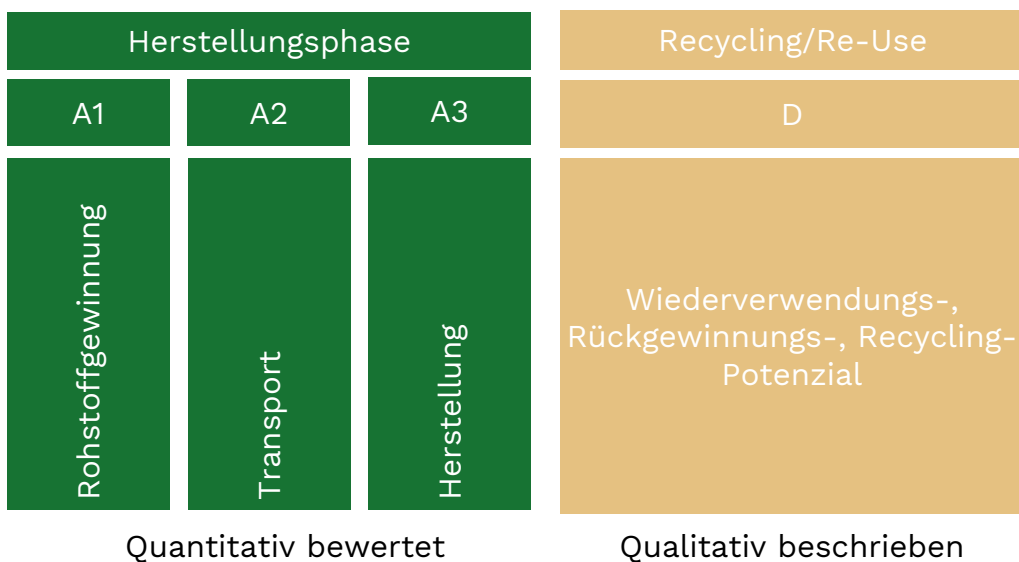 Herstellungsphase
Recycling/Re-Use
A1
A2
A3
D
Rohstoffgewinnung
Transport
Herstellung
Wiederverwendungs-,
Rückgewinnungs-, Recycling-
Potenzial
Quantitativ bewertet
Qualitativ beschrieben